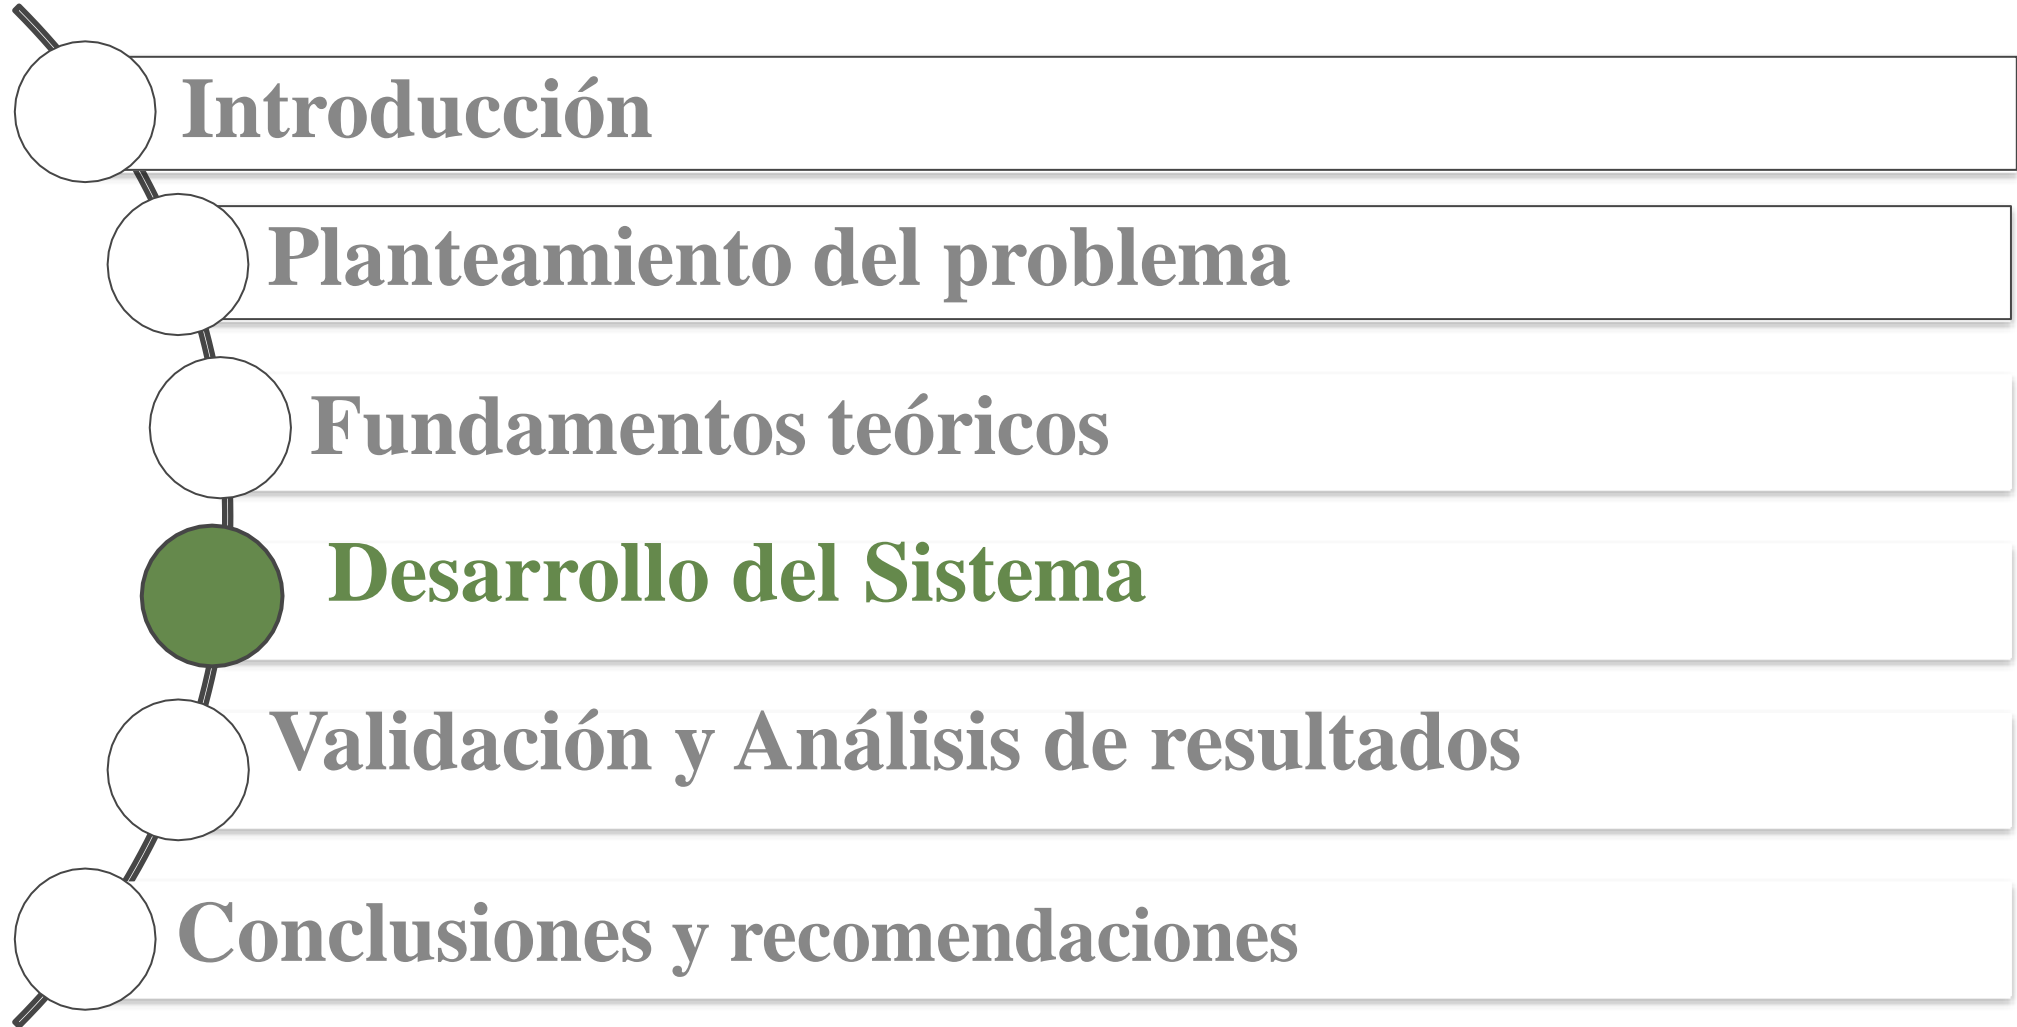 Introducción
Planteamiento del problema
Fundamentos teóricos
Desarrollo del Sistema
Validación y Análisis de resultados
Conclusiones y recomendaciones